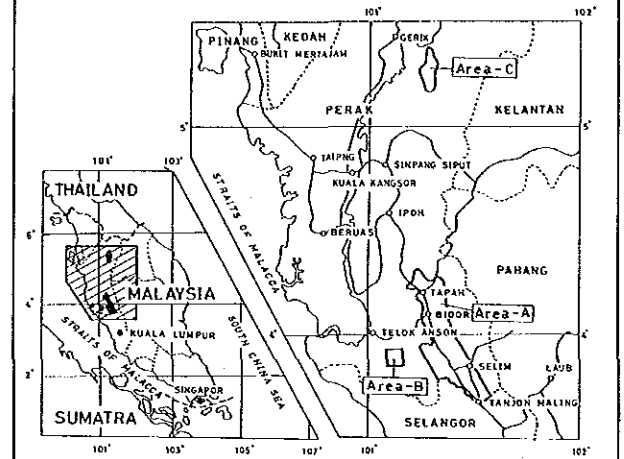 101° 102°
PINANG KEDAH GERIK
BUKIT MERTAJAM
Area-C
PERAK KELANTAN
5° 5°
TAIPNG SINPANG SIPUT
KUALA KANGSOR
IPOH
BERUAS
STRAITS OF MALACCA
PAHANG
TAPAH
BIDOR Area-A
TELOK ANSON
SELIM LAUB
Area-B
TANJON MALING
SELANGOR
101° 102°
101° 103°
THAILAND
6°
MALAYSIA
4°
KUALA LUMPUR
STRAITS OF MALACCA
SOUTH CHINA SEA
2°
SINGAPOR
SUMATRA
101° 103° 105° 107°